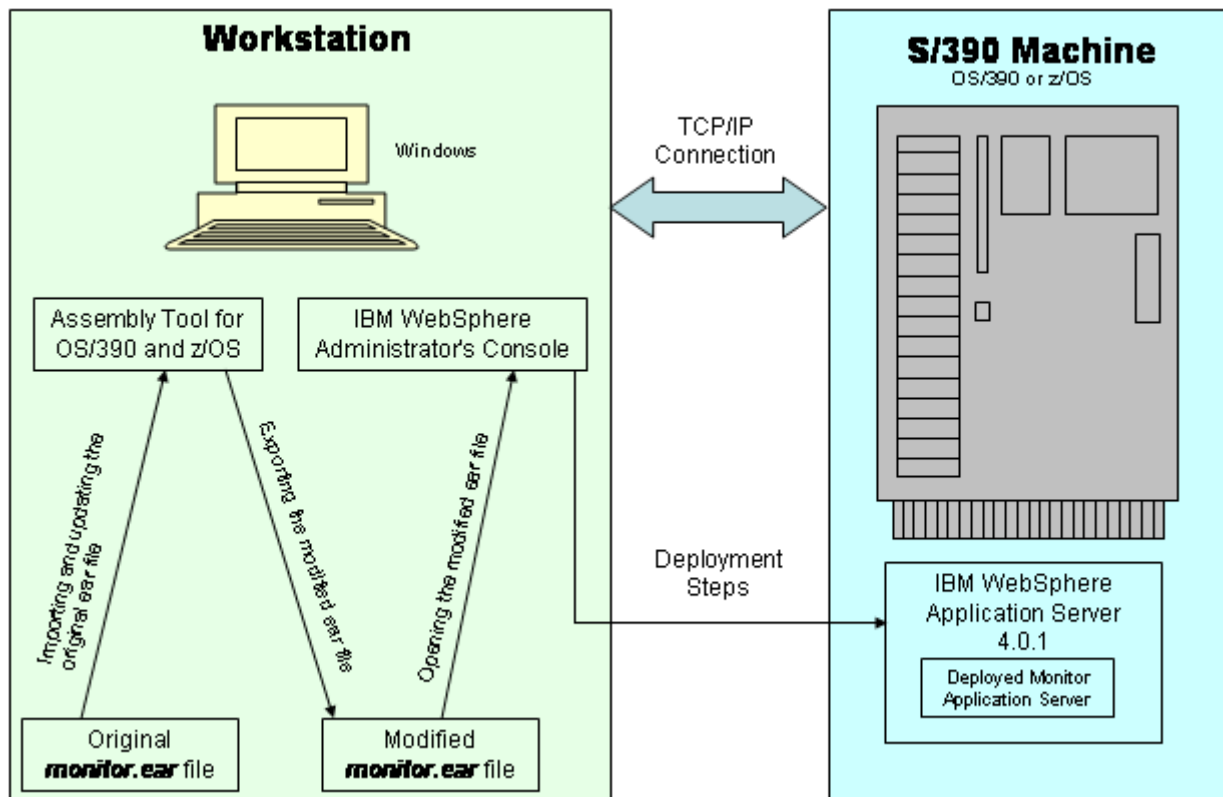 Workstation
Windows
Assembly Tool for
OS/390 and z/OS
IBM WebSphere
Administrator's Console
Importing and updating the
original ear file
Exporting the modified ear file
Opening the modified ear file
Original
monitor.ear file
Modified
monitor.ear file
TCP/IP
Connection
Deployment
Steps
S/390 Machine
OS/390 or z/OS
IBM WebSphere
Application Server
4.0.1
Deployed Monitor
Application Server